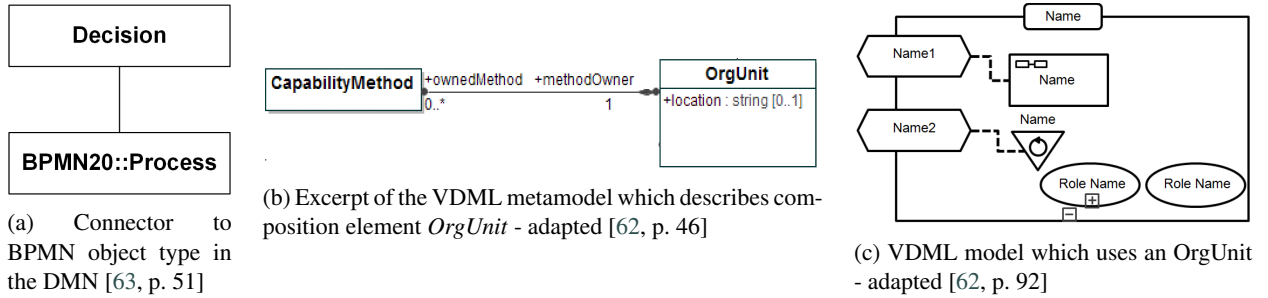 Decision
BPMN20::Process
(a) Connector to
BPMN object type in
the DMN [63, p. 51]
CapabilityMethod
+ownedMethod +methodOwner
0..* 1
OrgUnit
+location : string [0..1]
(b) Excerpt of the VDML metamodel which describes com-
position element OrgUnit - adapted [62, p. 46]
Name
Name1
Name
Name2
Name
Role Name
Role Name
(c) VDML model which uses an OrgUnit
- adapted [62, p. 92]